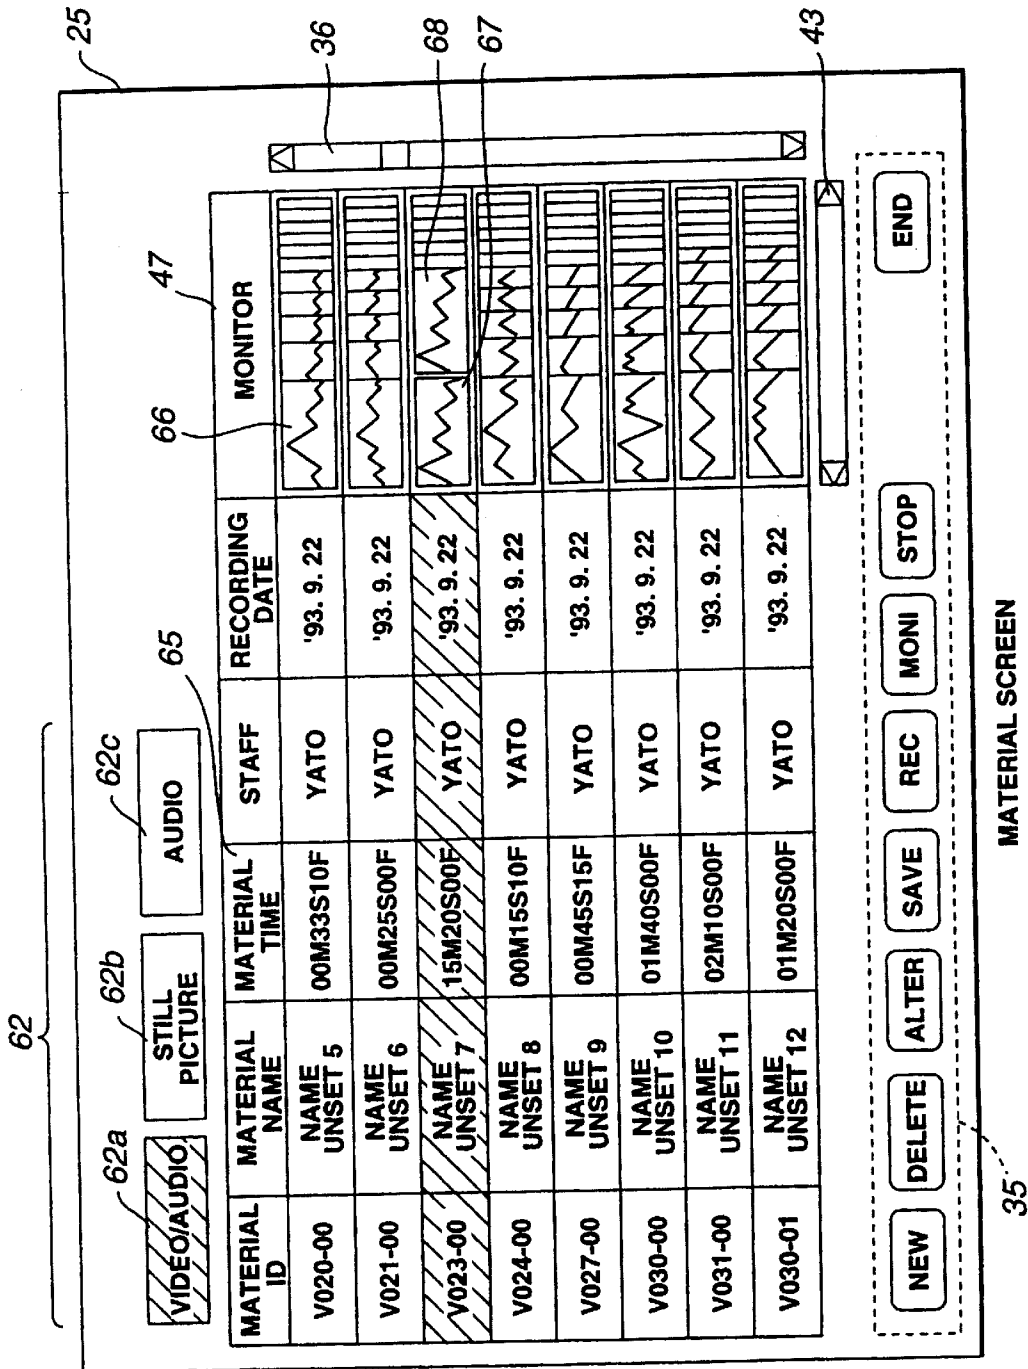 25
62
62a
62b
62c
65
66
47
36
68
67
43
35
VIDEO/AUDIO
STILL
PICTURE
AUDIO
MATERIAL
ID
MATERIAL
NAME
MATERIAL
TIME
STAFF
RECORDING
DATE
MONITOR
V020-00 NAME UNSET 5 00M33S10F YATO '93. 9. 22
V021-00 NAME UNSET 6 00M25S00F YATO '93. 9. 22
V023-00 NAME UNSET 7 15M20S00F YATO '93. 9. 22
V024-00 NAME UNSET 8 00M15S10F YATO '93. 9. 22
V027-00 NAME UNSET 9 00M45S15F YATO '93. 9. 22
V030-00 NAME UNSET 10 01M40S00F YATO '93. 9. 22
V031-00 NAME UNSET 11 02M10S00F YATO '93. 9. 22
V030-01 NAME UNSET 12 01M20S00F YATO '93. 9. 22
NEW DELETE ALTER SAVE REC MONI STOP END
MATERIAL SCREEN